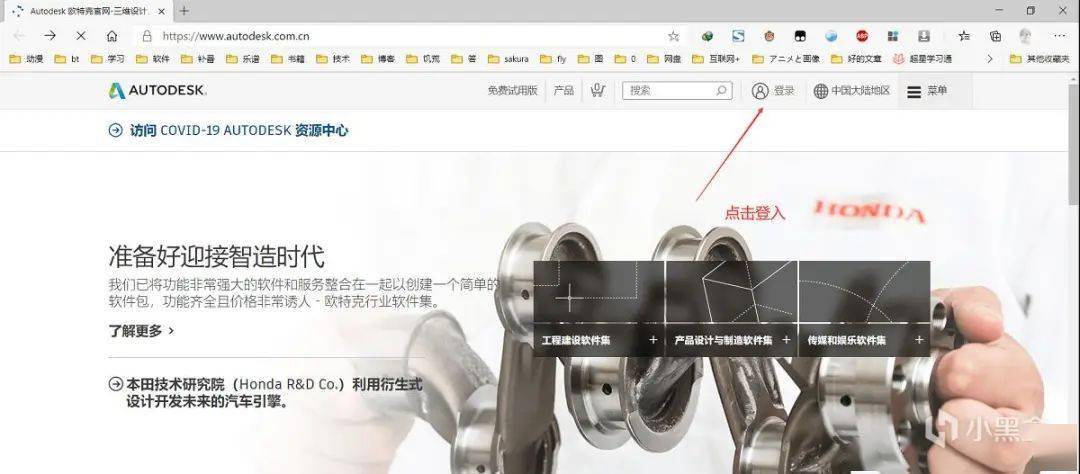 Autodesk 欧特克官网-三维设计、
https://www.autodesk.com.cn
动漫 bt 学习 软件 补番 乐谱 书籍 技术 博客 饥荒 答 sakura fly 图 0 网盘 互联网+ アニメと画像 好的文章 超星学习通 其他收藏夹
AUTODESK 免费试用版 产品 搜索 登录 中国大陆地区 菜单
访问 COVID-19 AUTODESK 资源中心
点击登入
HONDA
准备好迎接智造时代
我们已将功能非常强大的软件和服务整合在一起以创建一个简单的
软件包，功能齐全且价格非常诱人 - 欧特克行业软件集。
了解更多 >
工程建设软件集 + 产品设计与制造软件集 + 传媒和娱乐软件集 +
本田技术研究院（Honda R&D Co.）利用衍生式
设计开发未来的汽车引擎。
小黑